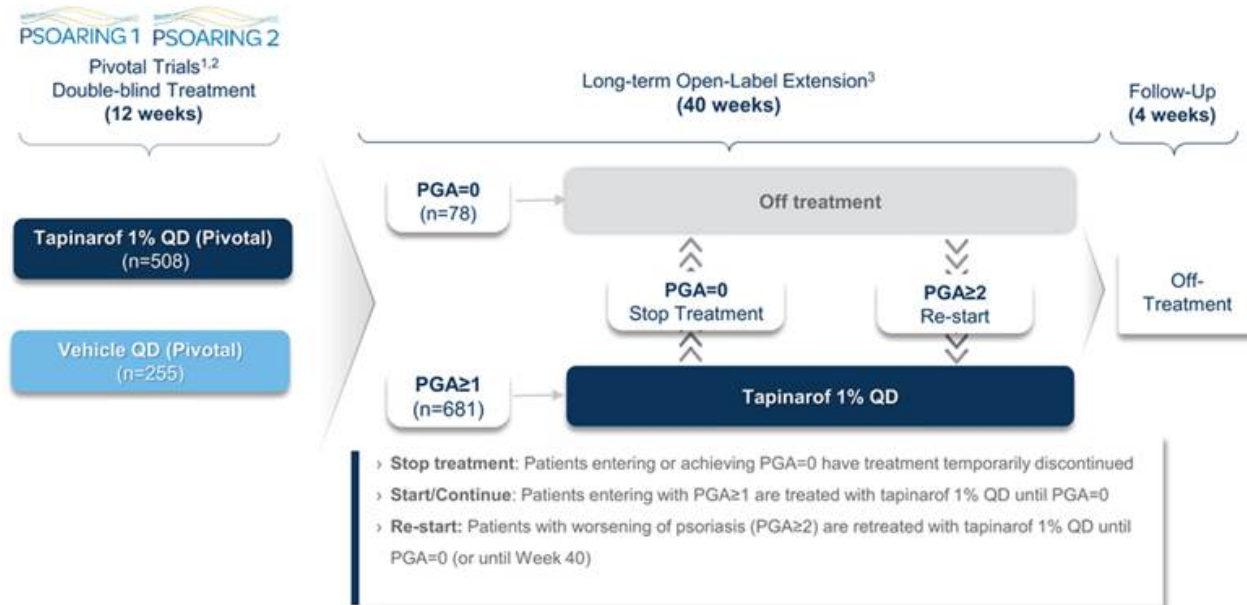 PSOARING 1 PSOARING 2
Pivotal Trials1,2
Double-blind Treatment
(12 weeks)
Long-term Open-Label Extension3
(40 weeks)
Follow-Up
(4 weeks)
Tapinarof 1% QD (Pivotal)
(n=508)
Vehicle QD (Pivotal)
(n=255)
PGA=0
(n=78)
Off treatment
PGA=0
Stop Treatment
PGA≥2
Re-start
Off-
Treatment
PGA≥1
(n=681)
Tapinarof 1% QD
› Stop treatment: Patients entering or achieving PGA=0 have treatment temporarily discontinued
› Start/Continue: Patients entering with PGA≥1 are treated with tapinarof 1% QD until PGA=0
› Re-start: Patients with worsening of psoriasis (PGA≥2) are retreated with tapinarof 1% QD until
PGA=0 (or until Week 40)